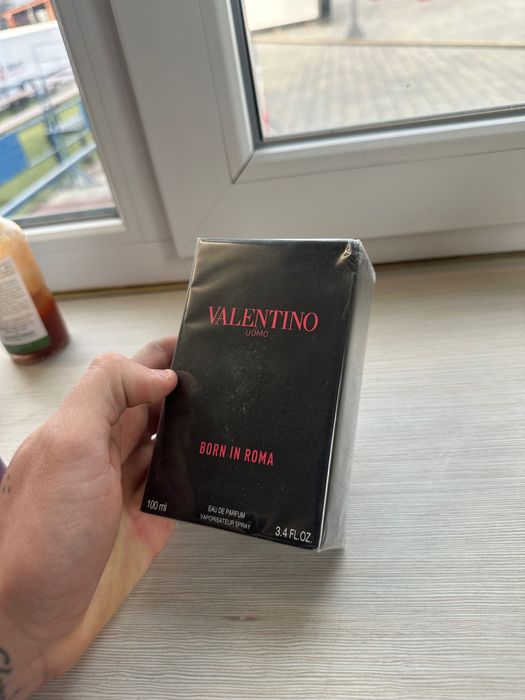 VALENTINO
UOMO
BORN IN ROMA
100 ml
EAU DE PARFUM
VAPORISATEUR SPRAY
3.4 FL.OZ.